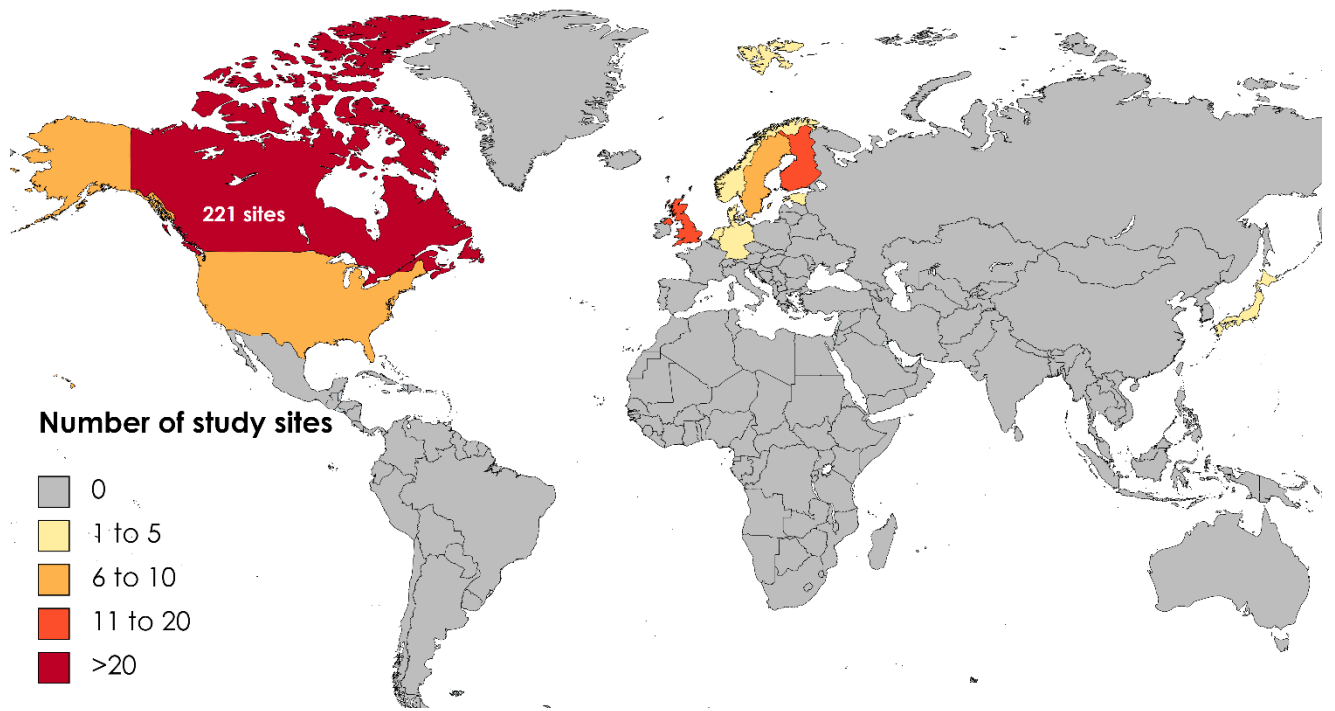 221 sites
Number of study sites
0
1 to 5
6 to 10
11 to 20
>20